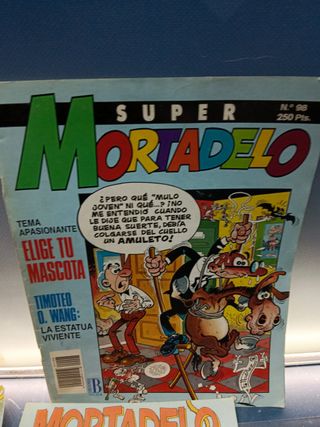 SUPER
N.º 98
250 Pts.
MORTADELO
¿PERO QUÉ "MULO
JOVEN" NI QUÉ...? ¡NO
ME ENTENDIÓ CUANDO
LE DIJE QUE PARA TENER
BUENA SUERTE, DEBÍA
COLGARSE DEL CUELLO
UN AMULETO!
TEMA
APASIONANTE
ELIGE TU
MASCOTA
TIMOTEO
O. WANG:
LA ESTATUA
VIVIENTE
B
MORTADELO